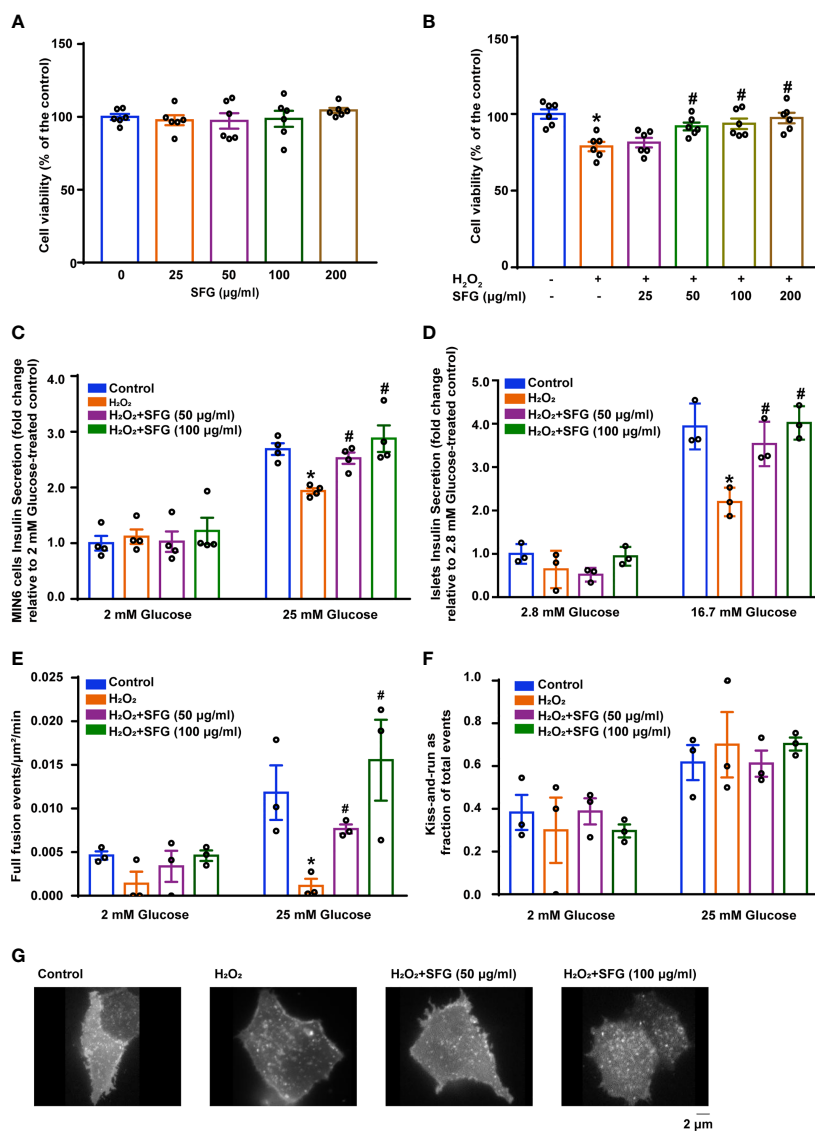 A
Cell viability (% of the control)
150
100
50
0
25
50
100
200
SFG (µg/ml)
B
Cell viability (% of the control)
150
100
50
0
*
#
#
#
H₂O₂ - + + + + +
SFG (µg/ml) - - 25 50 100 200
C
MIN6 cells Insulin Secretion (fold change
relative to 2 mM Glucose-treated control)
4.0
3.0
2.0
1.0
0.0
Control
H₂O₂
H₂O₂+SFG (50 µg/ml)
H₂O₂+SFG (100 µg/ml)
*
#
#
2 mM Glucose
25 mM Glucose
D
Islets Insulin Secretion (fold change
relative to 2.8 mM Glucose-treated control)
5.0
4.0
3.0
2.0
1.0
0.0
Control
H₂O₂
H₂O₂+SFG (50 µg/ml)
H₂O₂+SFG (100 µg/ml)
*
#
#
2.8 mM Glucose
16.7 mM Glucose
E
Full fusion events/µm²/min
0.025
0.020
0.015
0.010
0.005
0.000
Control
H₂O₂
H₂O₂+SFG (50 µg/ml)
H₂O₂+SFG (100 µg/ml)
*
#
#
2 mM Glucose
25 mM Glucose
F
Kiss-and-run as
fraction of total events
1.0
0.8
0.6
0.4
0.2
0.0
Control
H₂O₂
H₂O₂+SFG (50 µg/ml)
H₂O₂+SFG (100 µg/ml)
2 mM Glucose
25 mM Glucose
G
Control
H₂O₂
H₂O₂+SFG (50 µg/ml)
H₂O₂+SFG (100 µg/ml)
2 µm